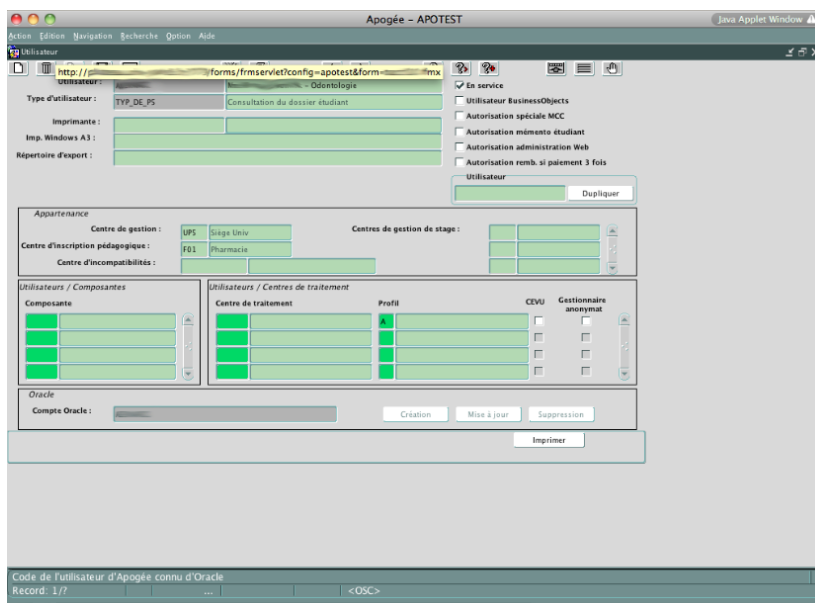 Apogée – APOTEST
Java Applet Window
Action Édition Navigation Recherche Option Aide
Utilisateur
http:// /forms/frmservlet?config=apotest&form= fmx
Utilisateur : – Odontologie
En service
Type d'utilisateur : TYP_DE_PS Consultation du dossier étudiant
Utilisateur BusinessObjects
Autorisation spéciale MCC
Imprimante :
Autorisation mémento étudiant
Imp. Windows A3 :
Autorisation administration Web
Répertoire d'export :
Autorisation remb. si paiement 3 fois
Utilisateur
Dupliquer
Appartenance
Centre de gestion : UPS Siège Univ
Centres de gestion de stage :
Centre d'inscription pédagogique : F01 Pharmacie
Centre d'incompatibilités :
Utilisateurs / Composantes
Utilisateurs / Centres de traitement
Composante
Centre de traitement Profil CEVU Gestionnaire
anonymat
A
Oracle
Compte Oracle :
Création Mise à jour Suppression
Imprimer
Code de l'utilisateur d'Apogée connu d'Oracle
Record: 1/? ... <OSC>